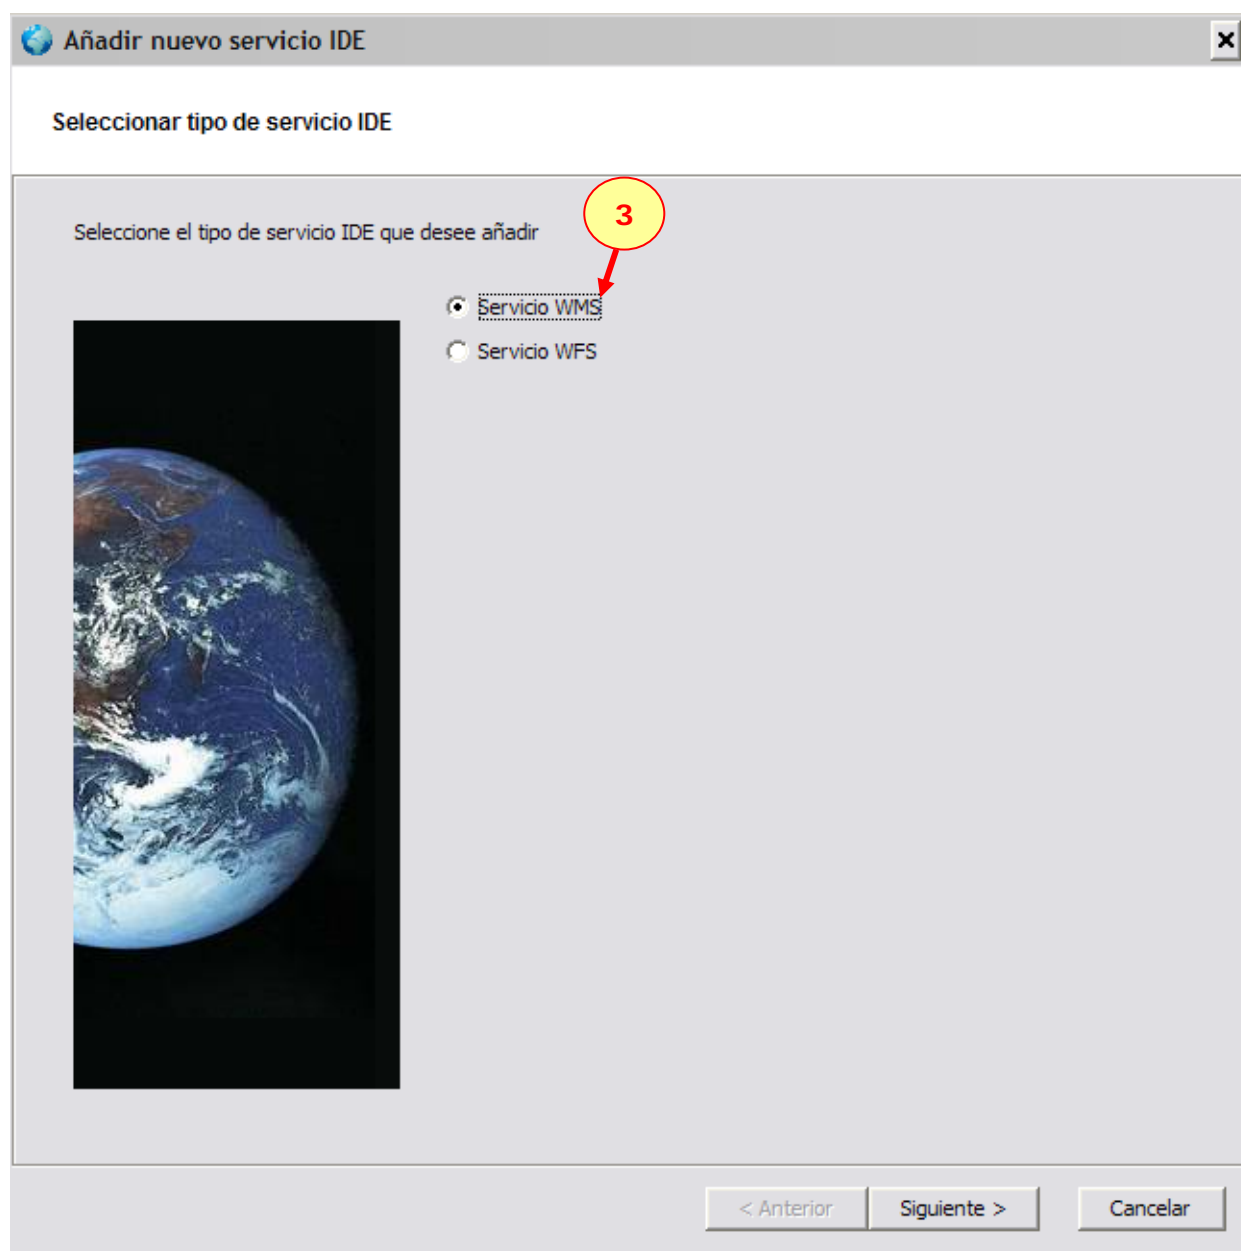 Añadir nuevo servicio IDE
Seleccionar tipo de servicio IDE
3
Seleccione el tipo de servicio IDE que desee añadir
Servicio WMS
Servicio WFS
< Anterior
Siguiente >
Cancelar